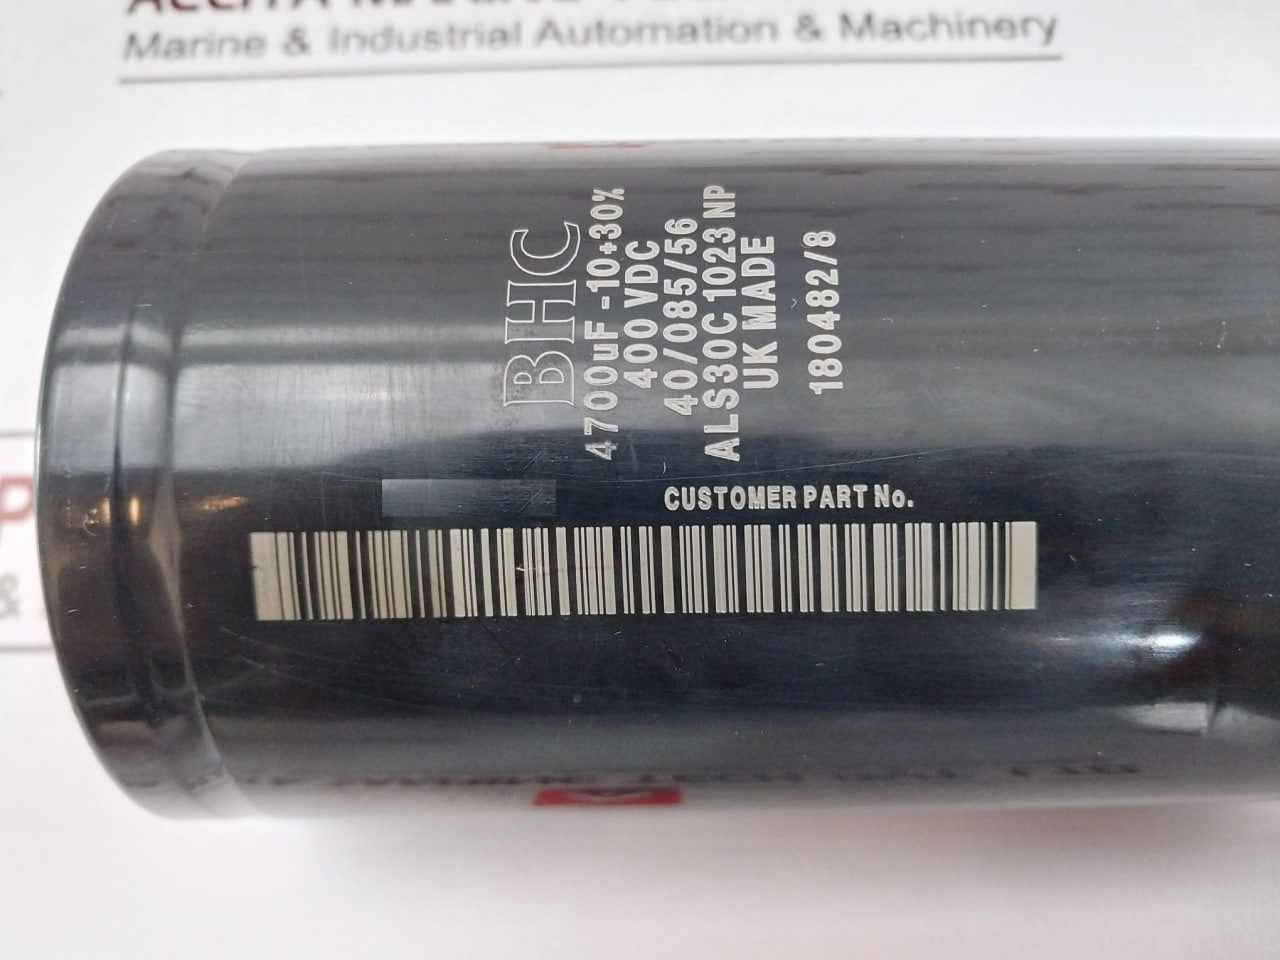 Marine & Industrial Automation & Machinery
BHC
4700uF -10+30%
400 VDC
40/085/56
ALS30C1023NP
UK MADE
180482/8
CUSTOMER PART No.